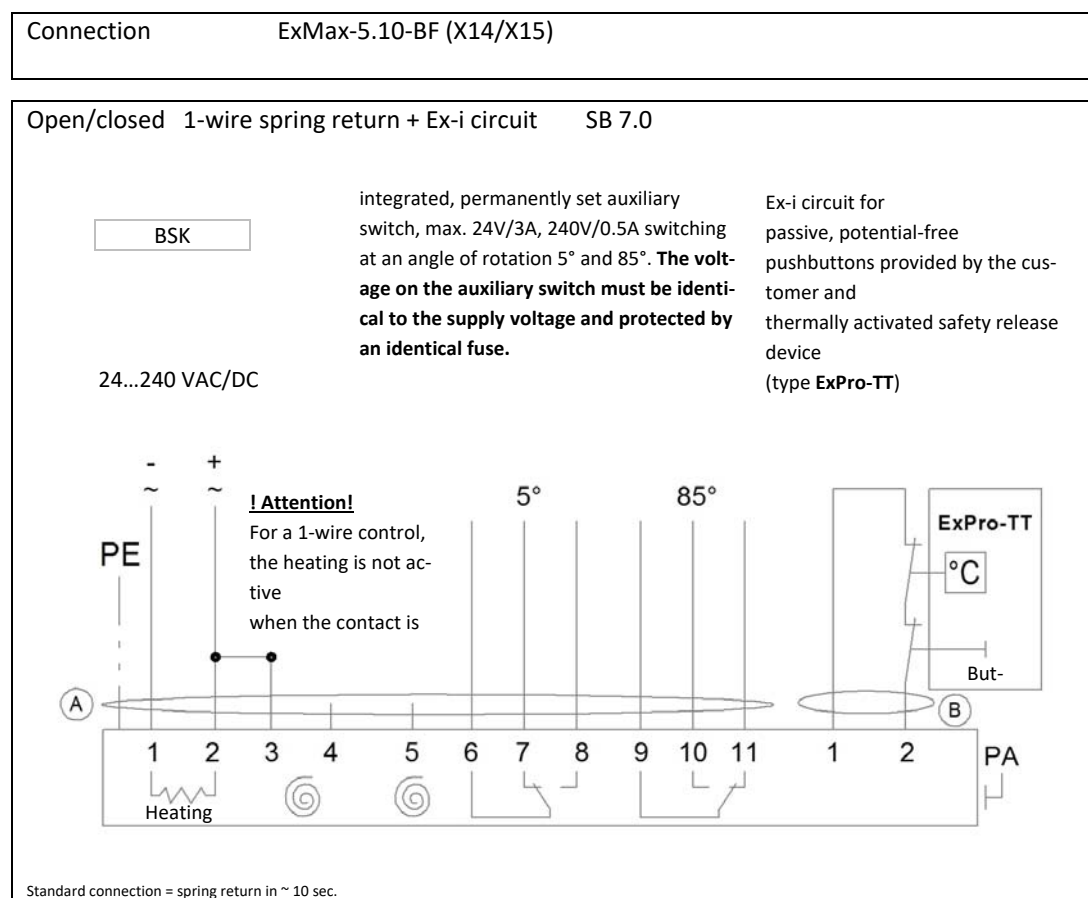 Connection ExMax-5.10-BF (X14/X15)
Open/closed 1-wire spring return + Ex-i circuit SB 7.0
BSK
24...240 VAC/DC
integrated, permanently set auxiliary
switch, max. 24V/3A, 240V/0.5A switching
at an angle of rotation 5° and 85°. The volt-
age on the auxiliary switch must be identi-
cal to the supply voltage and protected by
an identical fuse.
Ex-i circuit for
passive, potential-free
pushbuttons provided by the cus-
tomer and
thermally activated safety release
device
(type ExPro-TT)
- +
~ ~
PE
! Attention!
For a 1-wire control,
the heating is not ac-
tive
when the contact is
5° 85°
ExPro-TT
°C
But-
A B
1 2 3 4 5 6 7 8 9 10 11 1 2 PA
Heating
Standard connection = spring return in ~ 10 sec.